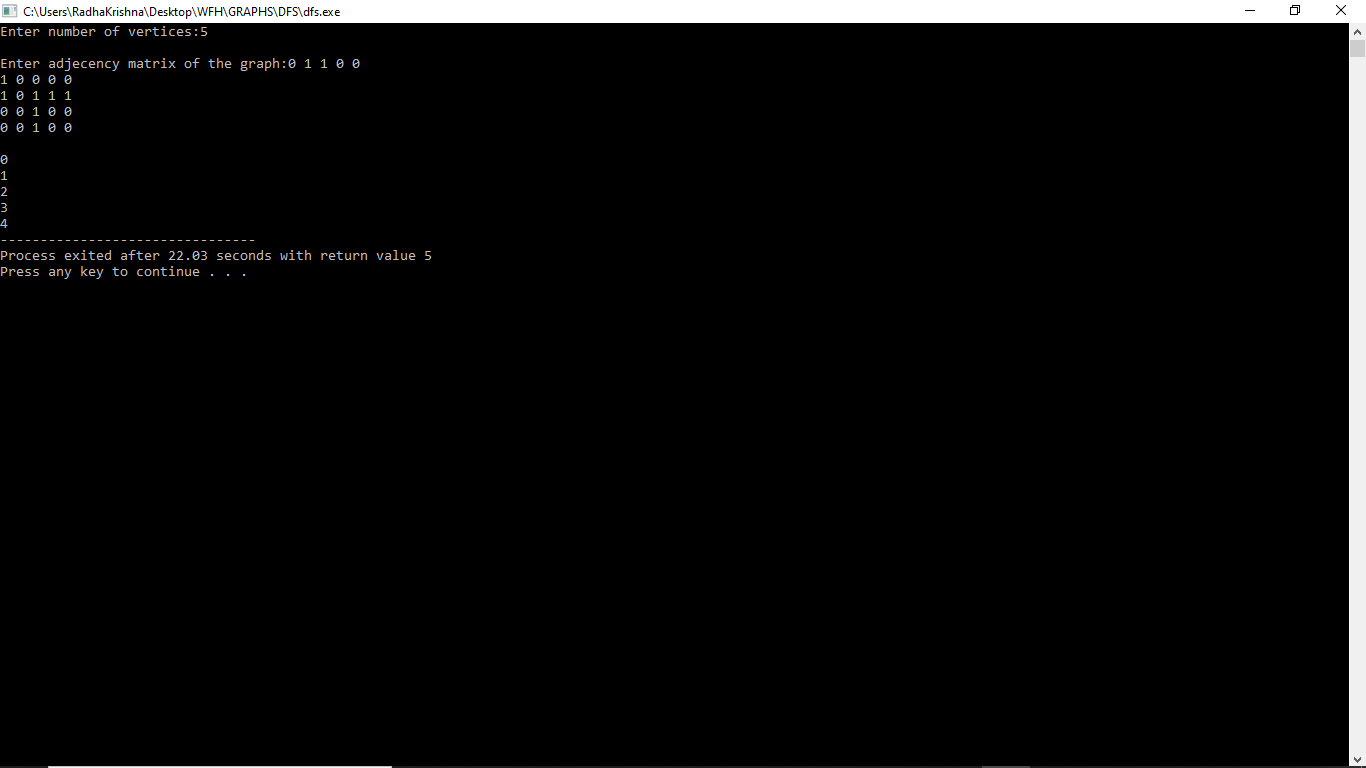 C:\Users\RadhaKrishna\Desktop\WFH\GRAPHS\DFS\dfs.exe
Enter number of vertices:5
Enter adjecency matrix of the graph:0 1 1 0 0
1 0 0 0 0
1 0 1 1 1
0 0 1 0 0
0 0 1 0 0
0
1
2
3
4
--------------------------------
Process exited after 22.03 seconds with return value 5
Press any key to continue . . .